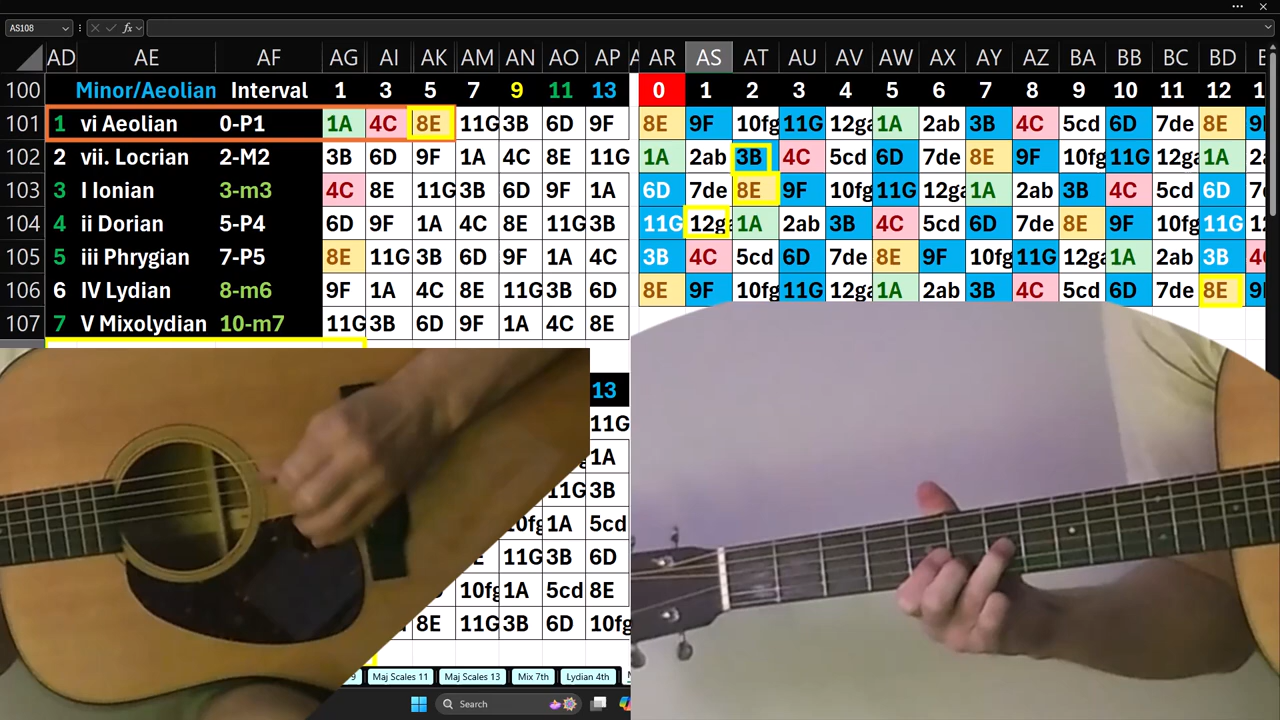 AS108 fx
AD AE AF AG AI AK AM AN AO AP AR AS AT AU AV AW AX AY AZ BA BB BC BD
100 Minor/Aeolian Interval 1 3 5 7 9 11 13 0 1 2 3 4 5 6 7 8 9 10 11 12 1
101 1 vi Aeolian 0-P1 1A 4C 8E 11G 3B 6D 9F 8E 9F 10fg 11G 12ga 1A 2ab 3B 4C 5cd 6D 7de 8E
102 2 vii. Locrian 2-M2 3B 6D 9F 1A 4C 8E 11G 1A 2ab 3B 4C 5cd 6D 7de 8E 9F 10fg 11G 12ga 1A
103 3 I Ionian 3-m3 4C 8E 11G 3B 6D 9F 1A 6D 7de 8E 9F 10fg 11G 12ga 1A 2ab 3B 4C 5cd 6D
104 4 ii Dorian 5-P4 6D 9F 1A 4C 8E 11G 3B 11G 12ga 1A 2ab 3B 4C 5cd 6D 7de 8E 9F 10fg 11G
105 5 iii Phrygian 7-P5 8E 11G 3B 6D 9F 1A 4C 3B 4C 5cd 6D 7de 8E 9F 10fg 11G 12ga 1A 2ab 3B
106 6 IV Lydian 8-m6 9F 1A 4C 8E 11G 3B 6D 8E 9F 10fg 11G 12ga 1A 2ab 3B 4C 5cd 6D 7de 8E
107 7 V Mixolydian 10-m7 11G 3B 6D 9F 1A 4C 8E
13
11G
1A
11G 3B
10fg 1A 5cd
11G 3B 6D
10fg 1A 5cd 8E
8E 11G 3B 6D 10fg
Maj Scales 11 Maj Scales 13 Mix 7th Lydian 4th
Search